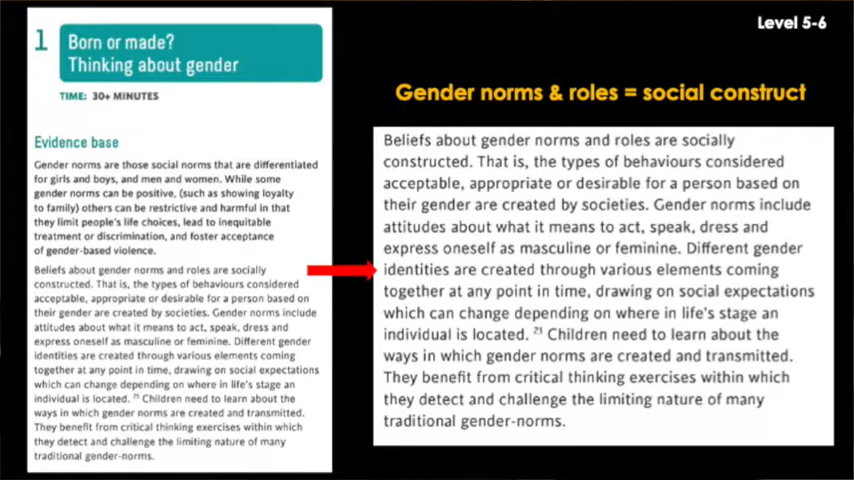 Level 5-6
1
Born or made?
Thinking about gender
TIME: 30+ MINUTES
Evidence base
Gender norms are those social norms that are differentiated
for girls and boys, and men and women. While some
gender norms can be positive, (such as showing loyalty
to family) others can be restrictive and harmful in that
they limit people's life choices, lead to inequitable
treatment or discrimination, and foster acceptance
of gender-based violence.
Beliefs about gender norms and roles are socially
constructed. That is, the types of behaviours considered
acceptable, appropriate or desirable for a person based on
their gender are created by societies. Gender norms include
attitudes about what it means to act, speak, dress and
express oneself as masculine or feminine. Different gender
identities are created through various elements coming
together at any point in time, drawing on social expectations
which can change depending on where in life's stage an
individual is located. 21 Children need to learn about the
ways in which gender norms are created and transmitted.
They benefit from critical thinking exercises within which
they detect and challenge the limiting nature of many
traditional gender-norms.
Gender norms & roles = social construct
Beliefs about gender norms and roles are socially
constructed. That is, the types of behaviours considered
acceptable, appropriate or desirable for a person based on
their gender are created by societies. Gender norms include
attitudes about what it means to act, speak, dress and
express oneself as masculine or feminine. Different gender
identities are created through various elements coming
together at any point in time, drawing on social expectations
which can change depending on where in life's stage an
individual is located. 21 Children need to learn about the
ways in which gender norms are created and transmitted.
They benefit from critical thinking exercises within which
they detect and challenge the limiting nature of many
traditional gender-norms.